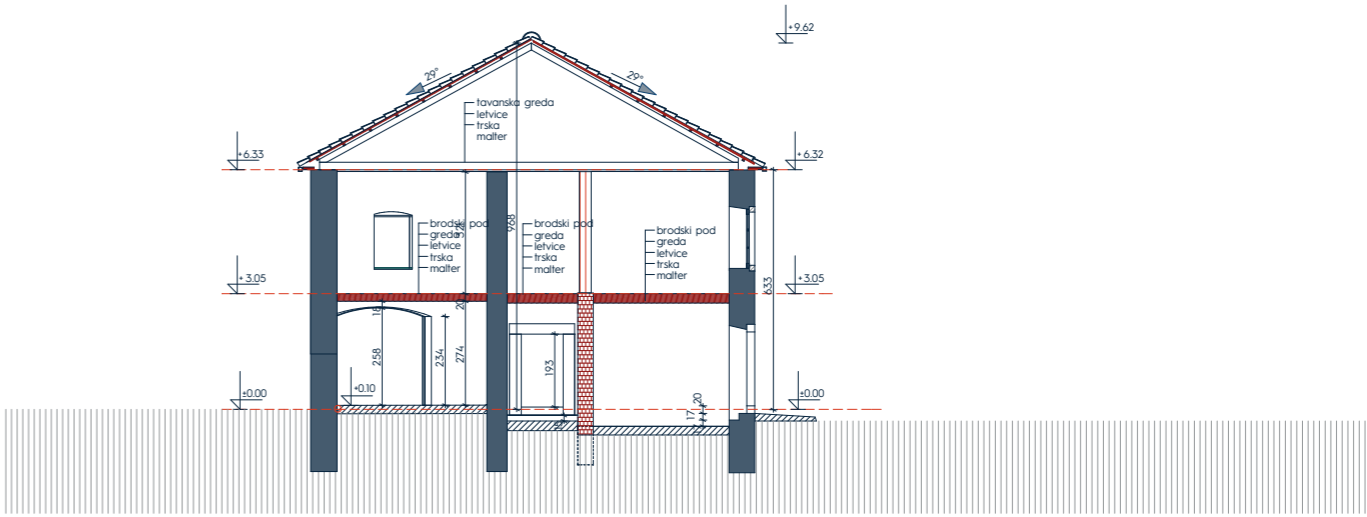 +9.62
29°
29°
tavanska greda
letvice
trska
malter
+6.33
+6.32
968
brodski pod
greda
letvice
trska
malter
brodski pod
greda
letvice
trska
malter
brodski pod
greda
letvice
trska
malter
+3.05
+3.05
633
18
20
258
234
274
193
±0.00
+0.10
±0.00
20
17